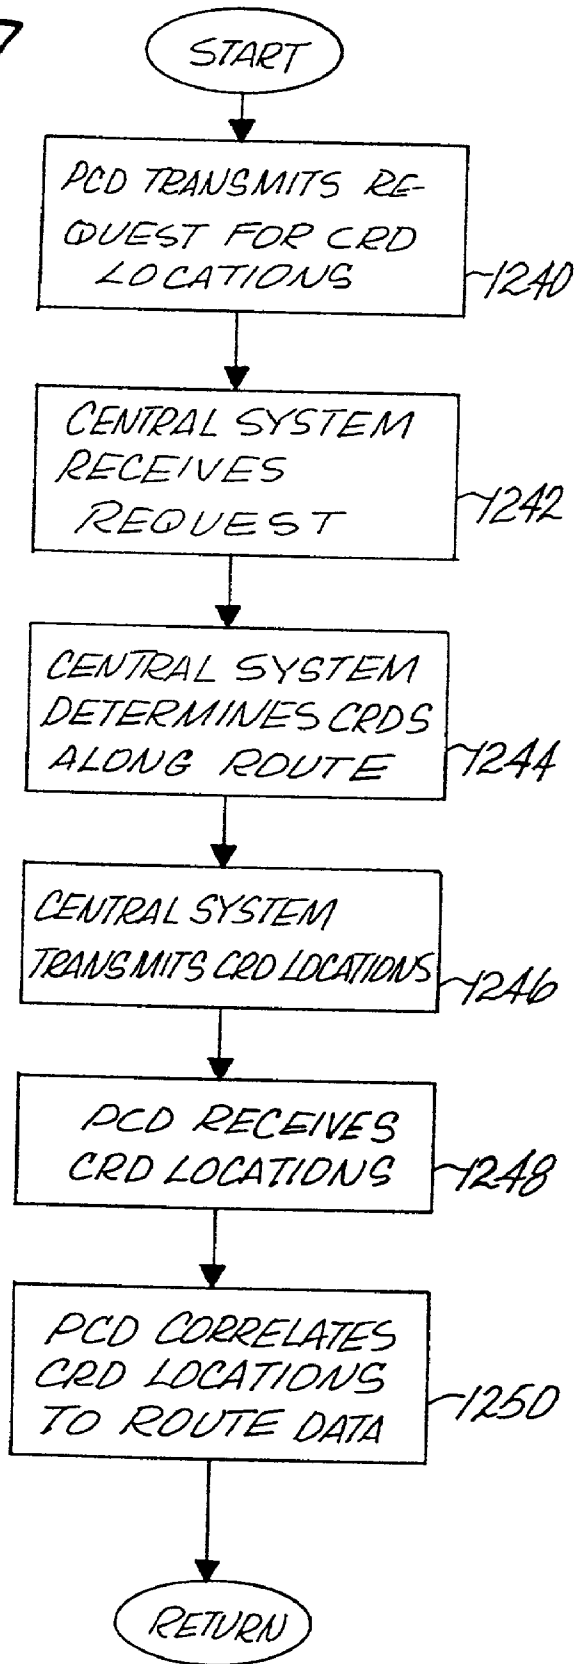 7
START
PCD TRANSMITS RE-
QUEST FOR CRD
LOCATIONS
1240
CENTRAL SYSTEM
RECEIVES
REQUEST
1242
CENTRAL SYSTEM
DETERMINES CRDS
ALONG ROUTE
1244
CENTRAL SYSTEM
TRANSMITS CRD LOCATIONS
1246
PCD RECEIVES
CRD LOCATIONS
1248
PCD CORRELATES
CRD LOCATIONS
TO ROUTE DATA
1250
RETURN